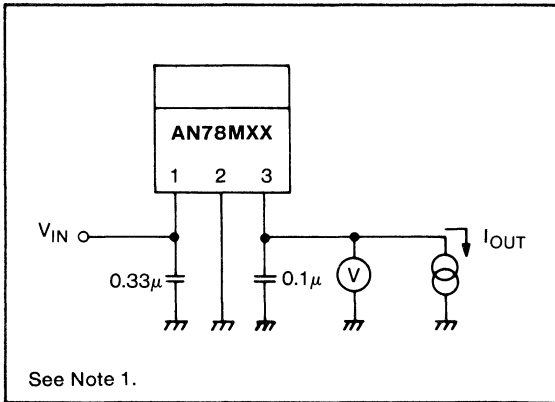 AN78MXX
1 2 3
VIN
IOUT
0.33μ
0.1μ
V
See Note 1.